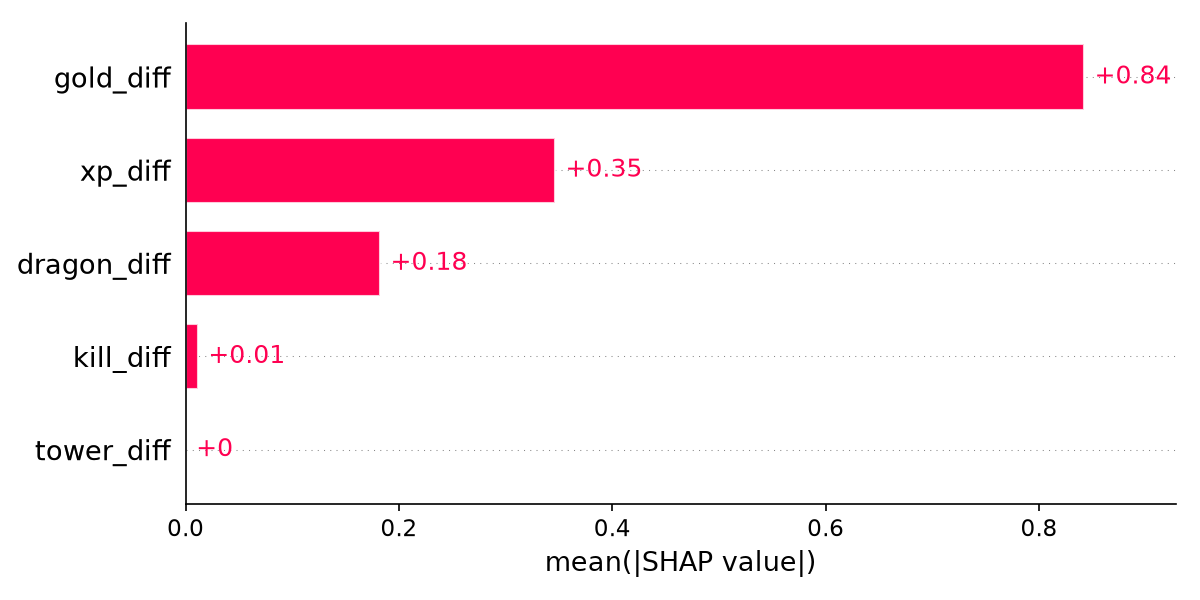 gold_diff +0.84
xp_diff +0.35
dragon_diff +0.18
kill_diff +0.01
tower_diff +0
0.0 0.2 0.4 0.6 0.8
mean(|SHAP value|)